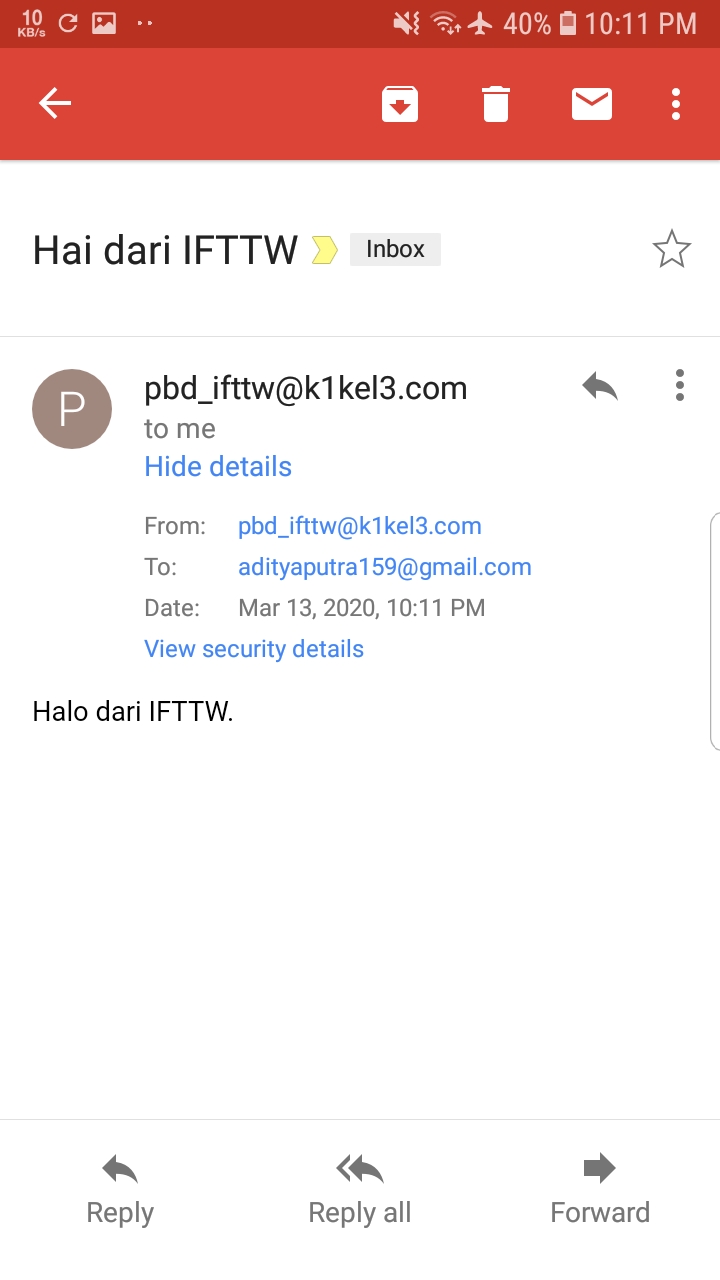 10 KB/s 40% 10:11 PM
Hai dari IFTTW Inbox
P pbd_ifttw@k1kel3.com
to me
Hide details
From: pbd_ifttw@k1kel3.com
To: adityaputra159@gmail.com
Date: Mar 13, 2020, 10:11 PM
View security details
Halo dari IFTTW.
Reply Reply all Forward